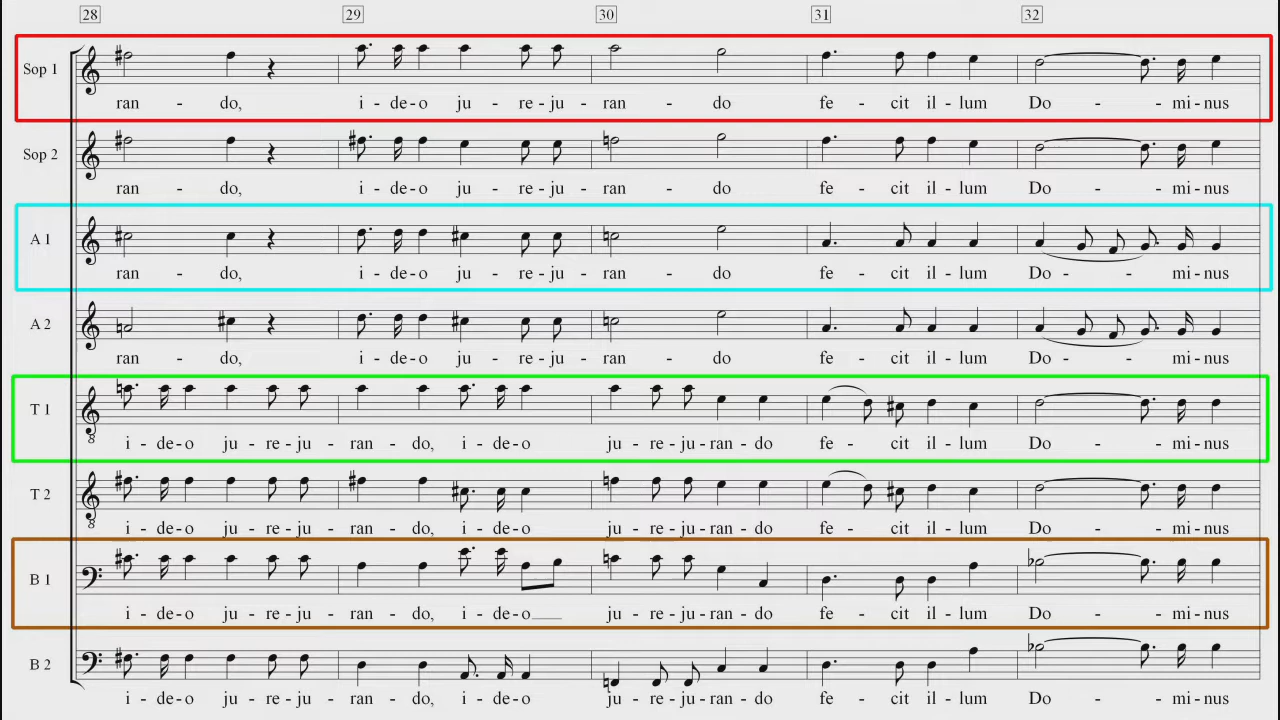 28 29 30 31 32
Sop 1
ran - do, i - de - o ju - re - ju - ran - do fe - cit il - lum Do - - mi - nus
Sop 2
ran - do, i - de - o ju - re - ju - ran - do fe - cit il - lum Do - - mi - nus
A 1
ran - do, i - de - o ju - re - ju - ran - do fe - cit il - lum Do - - mi - nus
A 2
ran - do, i - de - o ju - re - ju - ran - do fe - cit il - lum Do - - mi - nus
T 1
8
i - de - o ju - re - ju - ran - do, i - de - o ju - re - ju - ran - do fe - cit il - lum Do - - mi - nus
T 2
8
i - de - o ju - re - ju - ran - do, i - de - o ju - re - ju - ran - do fe - cit il - lum Do - - mi - nus
B 1
i - de - o ju - re - ju - ran - do, i - de - o___ ju - re - ju - ran - do fe - cit il - lum Do - - mi - nus
B 2
i - de - o ju - re - ju - ran - do, i - de - o ju - re - ju - ran - do fe - cit il - lum Do - - mi - nus